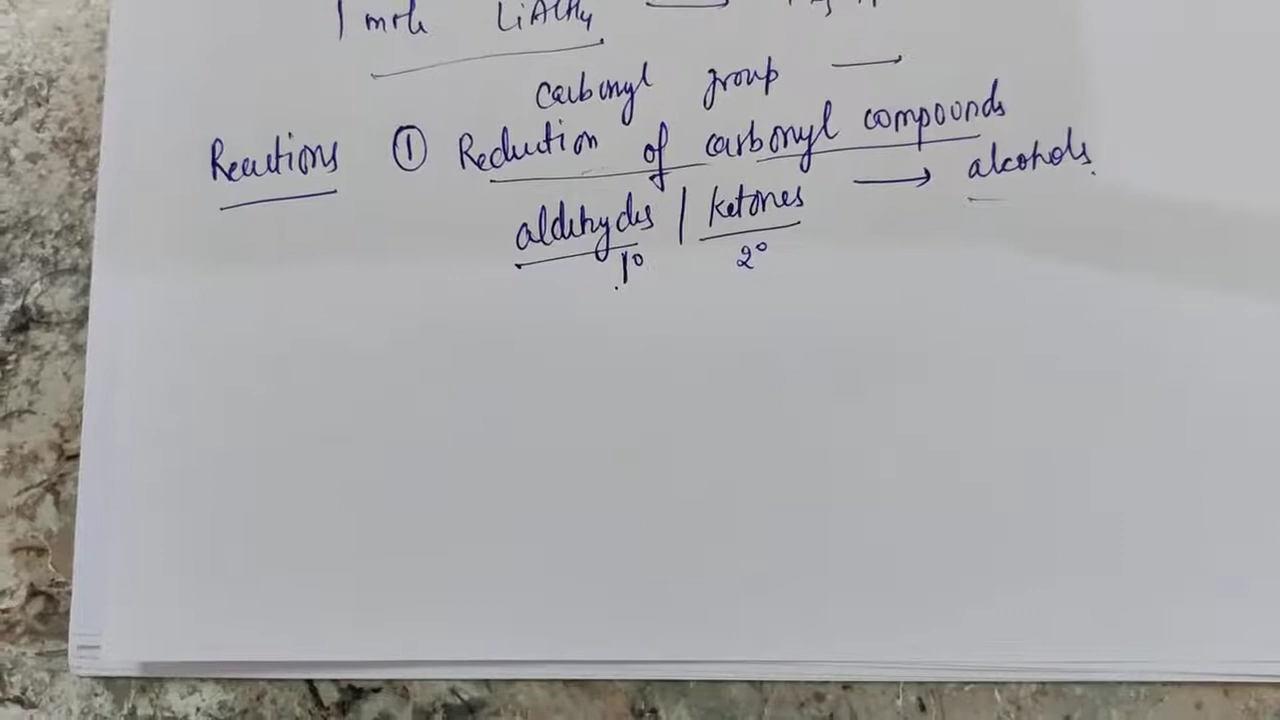 1 mole LiAlH4
carbonyl group
Reactions ① Reduction of carbonyl compounds
aldehydes | ketones → alcohols.
1° 2°